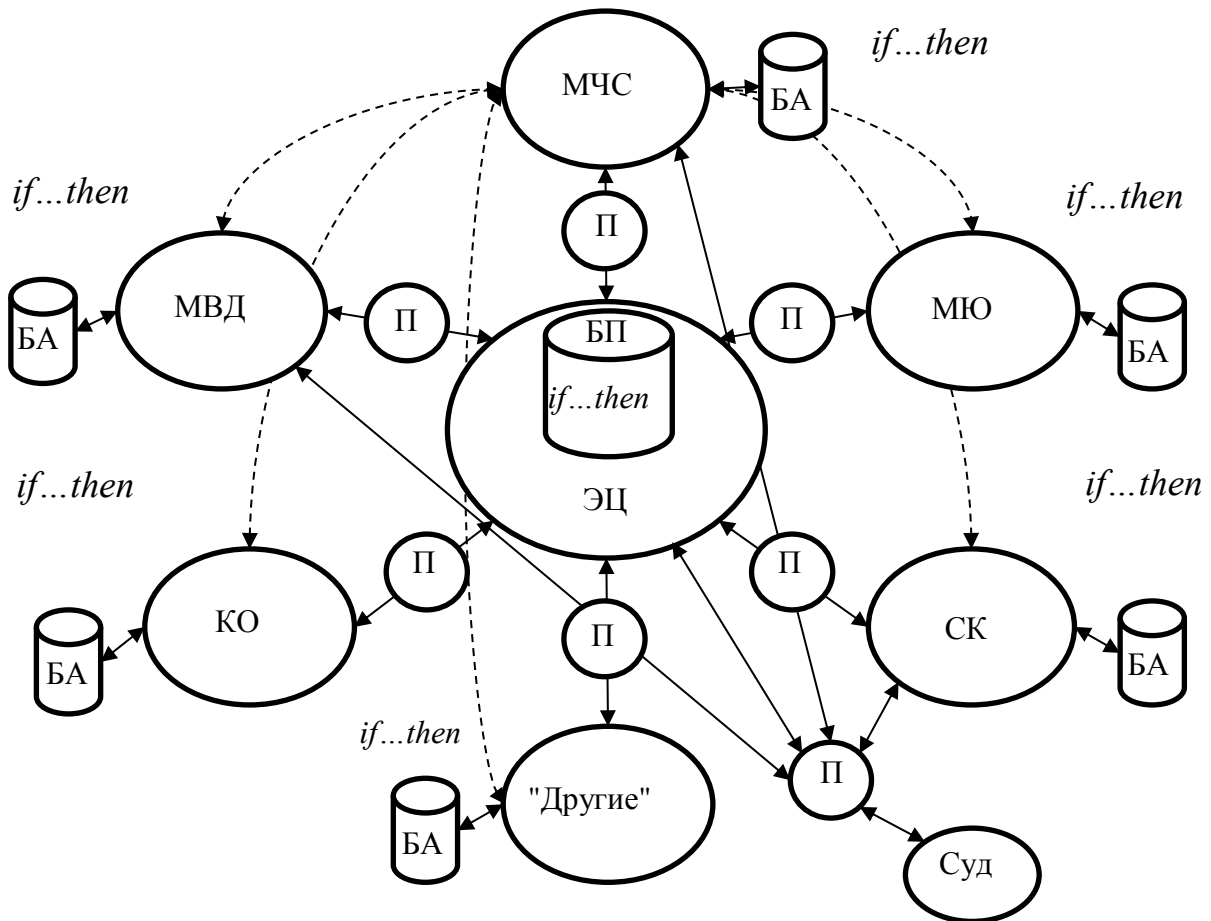 if…then
МЧС
БА
if…then
if…then
П
МВД
П
БП
П
МЮ
БА
БА
if…then
if…then
if…then
ЭЦ
П
П
КО
П
СК
БА
БА
if…then
П
"Другие"
БА
Суд